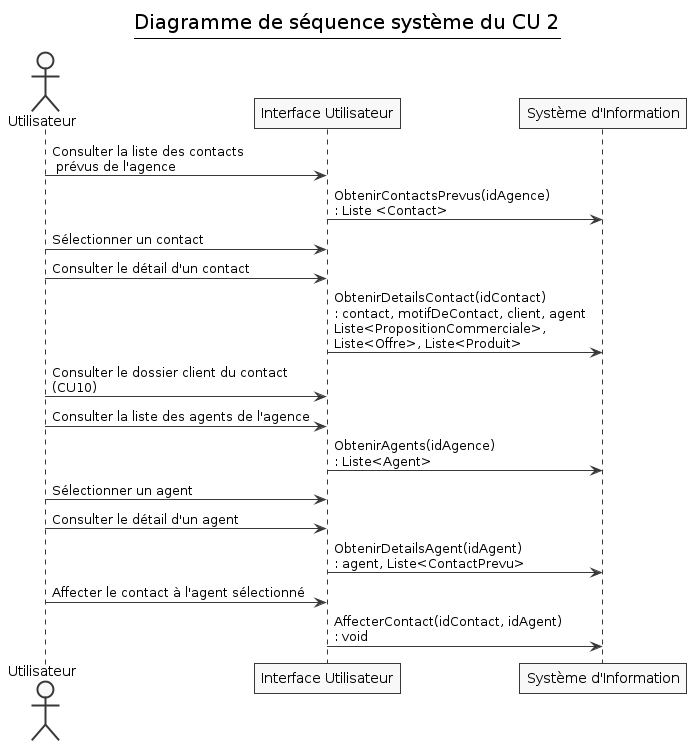 Diagramme de séquence système du CU 2
Utilisateur
Interface Utilisateur
Système d'Information
Consulter la liste des contacts
prévus de l'agence
ObtenirContactsPrevus(idAgence)
: Liste <Contact>
Sélectionner un contact
Consulter le détail d'un contact
ObtenirDetailsContact(idContact)
: contact, motifDeContact, client, agent
Liste<PropositionCommerciale>,
Liste<Offre>, Liste<Produit>
Consulter le dossier client du contact
(CU10)
Consulter la liste des agents de l'agence
ObtenirAgents(idAgence)
: Liste<Agent>
Sélectionner un agent
Consulter le détail d'un agent
ObtenirDetailsAgent(idAgent)
: agent, Liste<ContactPrevu>
Affecter le contact à l'agent sélectionné
AffecterContact(idContact, idAgent)
: void
Utilisateur
Interface Utilisateur
Système d'Information